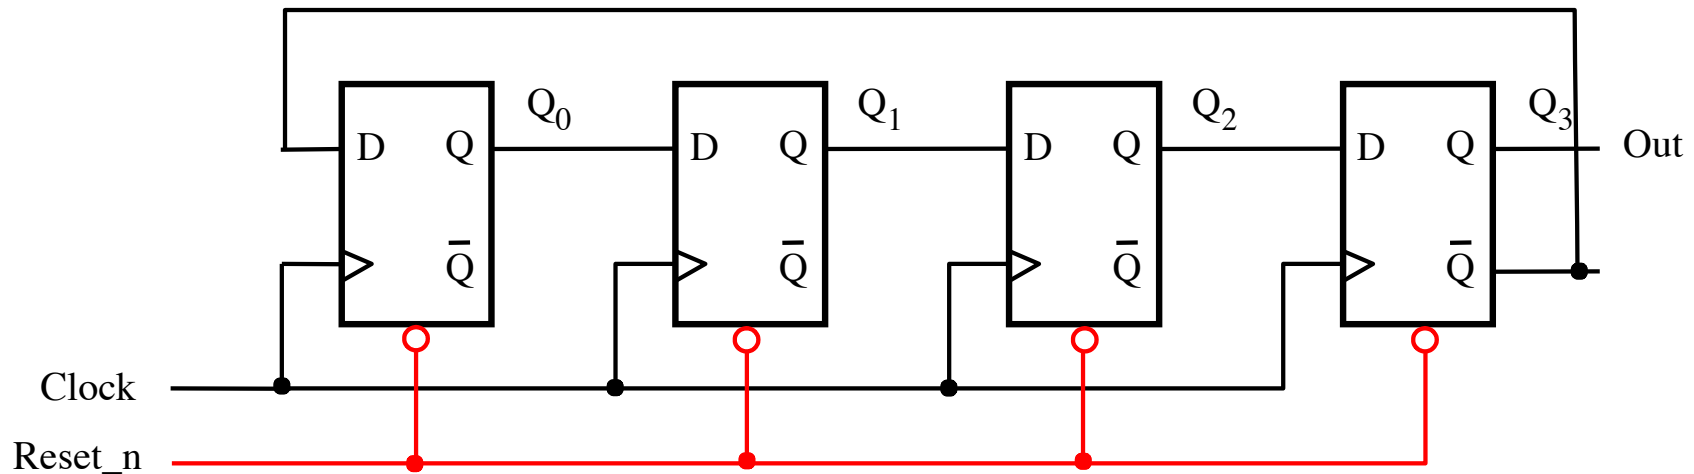 Q₀ Q₁ Q₂ Q₃
D Q D Q D Q D Q Out
Q̅ Q̅ Q̅ Q̅
Clock
Reset_n